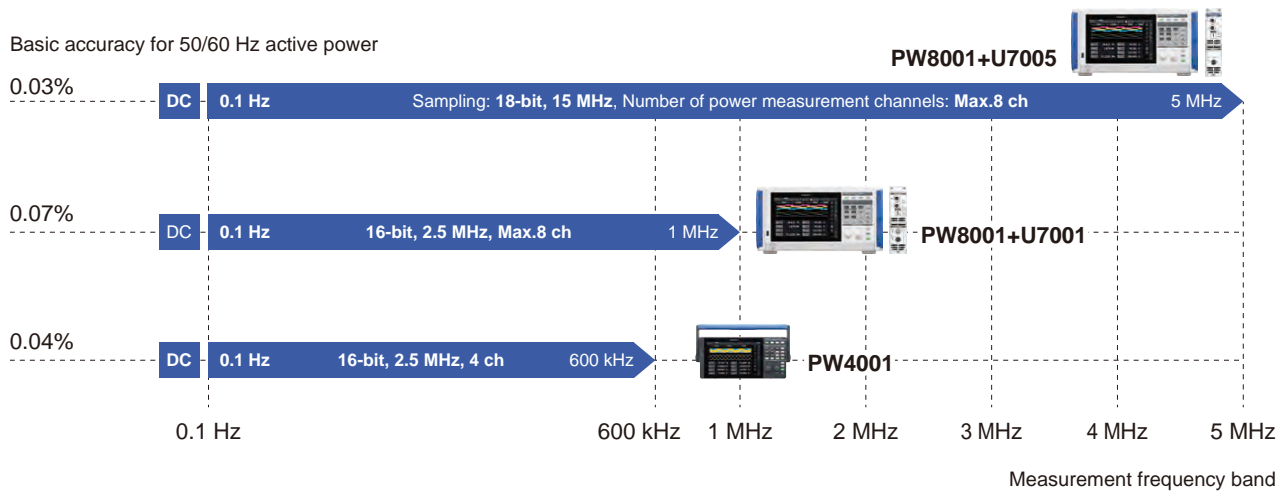 Basic accuracy for 50/60 Hz active power
PW8001+U7005
0.03%
DC 0.1 Hz Sampling: 18-bit, 15 MHz, Number of power measurement channels: Max.8 ch 5 MHz
0.07%
DC 0.1 Hz 16-bit, 2.5 MHz, Max.8 ch 1 MHz
PW8001+U7001
0.04%
DC 0.1 Hz 16-bit, 2.5 MHz, 4 ch 600 kHz
PW4001
0.1 Hz 600 kHz 1 MHz 2 MHz 3 MHz 4 MHz 5 MHz
Measurement frequency band